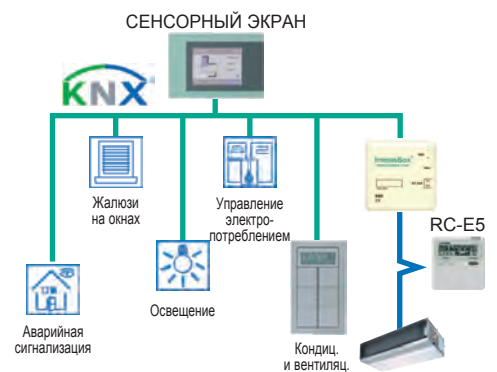 СЕНСОРНЫЙ ЭКРАН
KNX
IntesisBox
Жалюзи
на окнах
Управление
электро-
потреблением
RC-E5
Аварийная
сигнализация
Освещение
Кондиц.
и вентиляц.